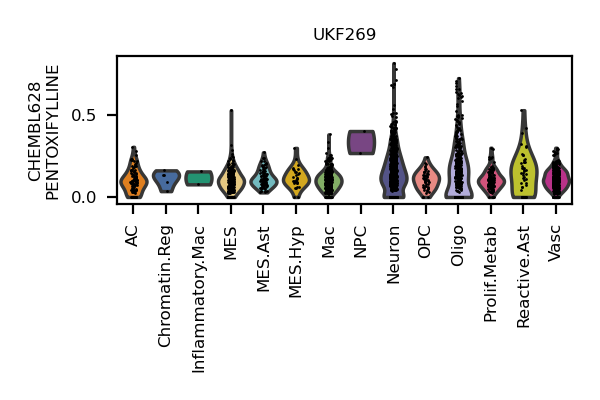 UKF269
CHEMBL628
PENTOXIFYLLINE
0.5
0.0
AC
Chromatin.Reg
Inflammatory.Mac
MES
MES.Ast
MES.Hyp
Mac
NPC
Neuron
OPC
Oligo
Prolif.Metab
Reactive.Ast
Vasc